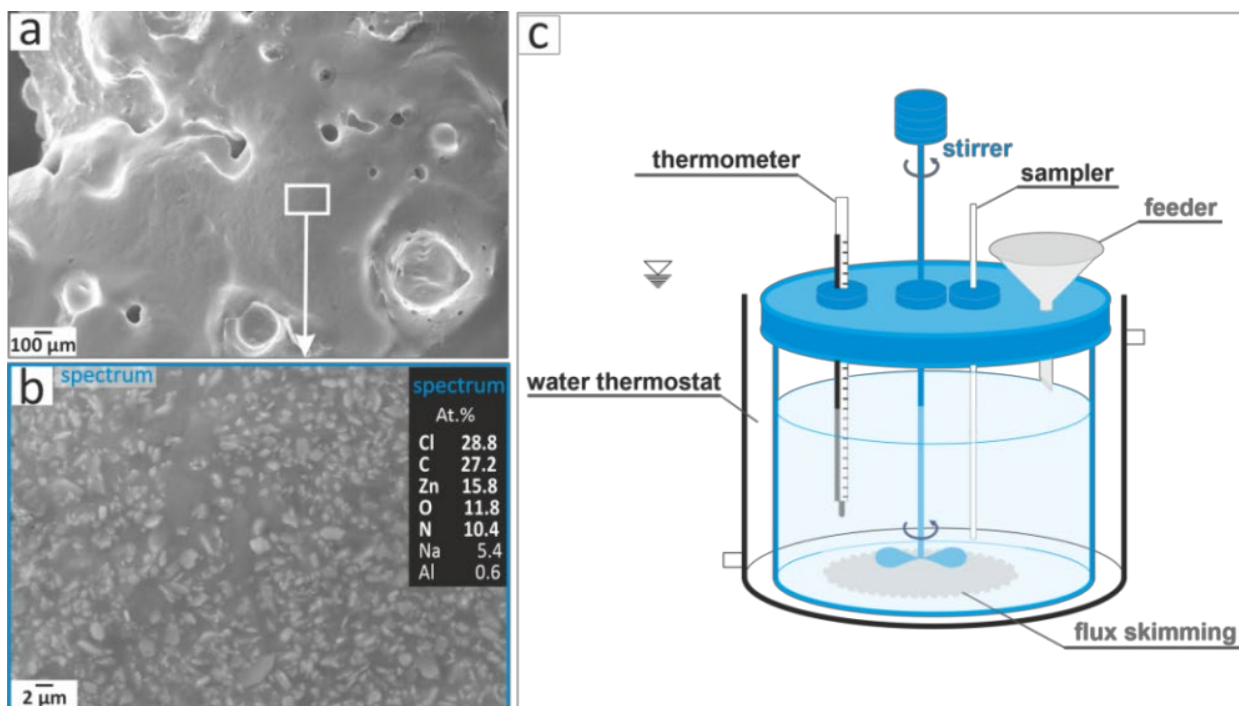 a
100 µm
b
spectrum
spectrum
At.%
Cl 28.8
C 27.2
Zn 15.8
O 11.8
N 10.4
Na 5.4
Al 0.6
2 µm
c
stirrer
thermometer
sampler
feeder
water thermostat
flux skimming